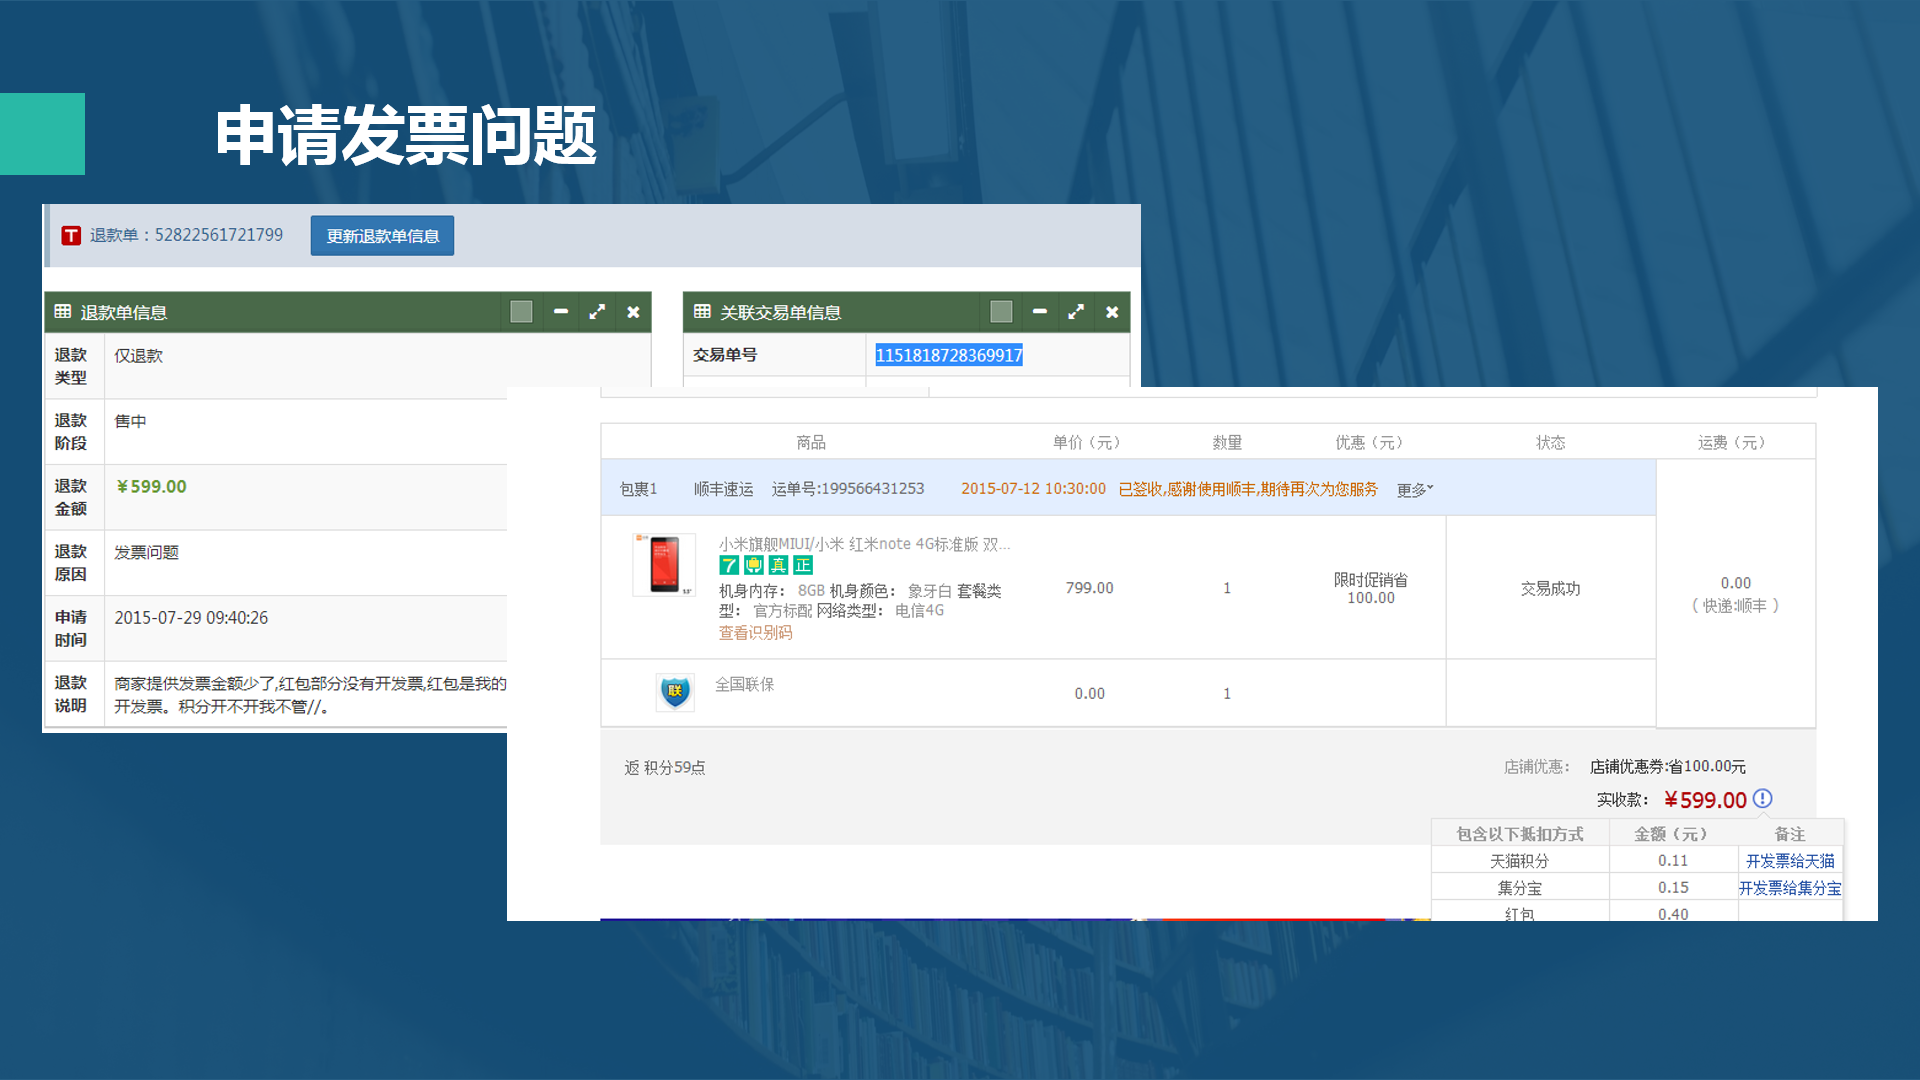 申请发票问题
退款单：52822561721799
更新退款单信息
退款单信息
退款类型
仅退款
退款阶段
售中
退款金额
¥599.00
退款原因
发票问题
申请时间
2015-07-29 09:40:26
退款说明
商家提供发票金额少了,红包部分没有开发票,红包是我的
开发票。积分开不开我不管//。
关联交易单信息
交易单号
1151818728369917
商品 单价（元） 数量 优惠（元） 状态 运费（元）
包裹1 顺丰速运 运单号:199566431253 2015-07-12 10:30:00 已签收,感谢使用顺丰,期待再次为您服务 更多
小米旗舰MIUI/小米 红米note 4G标准版 双...
7 真 正
机身内存： 8GB 机身颜色： 象牙白 套餐类
型： 官方标配 网络类型： 电信4G
查看识别码
799.00
1
限时促销省
100.00
交易成功
0.00
（ 快递:顺丰 ）
联
全国联保
0.00
1
返 积分59点
店铺优惠： 店铺优惠券:省100.00元
实收款： ¥599.00
包含以下抵扣方式 金额（元） 备注
天猫积分 0.11 开发票给天猫
集分宝 0.15 开发票给集分宝
红包 0.40